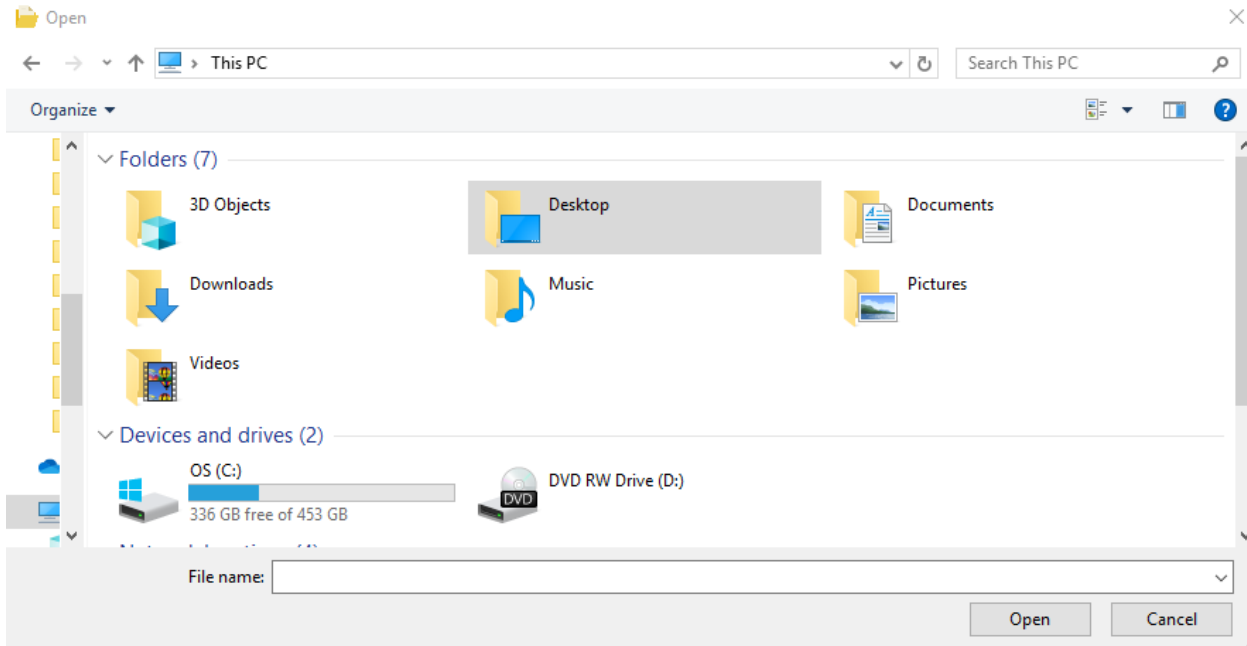 Open
This PC
Search This PC
Organize
Folders (7)
3D Objects
Desktop
Documents
Downloads
Music
Pictures
Videos
Devices and drives (2)
OS (C:)
336 GB free of 453 GB
DVD RW Drive (D:)
DVD
File name:
Open
Cancel